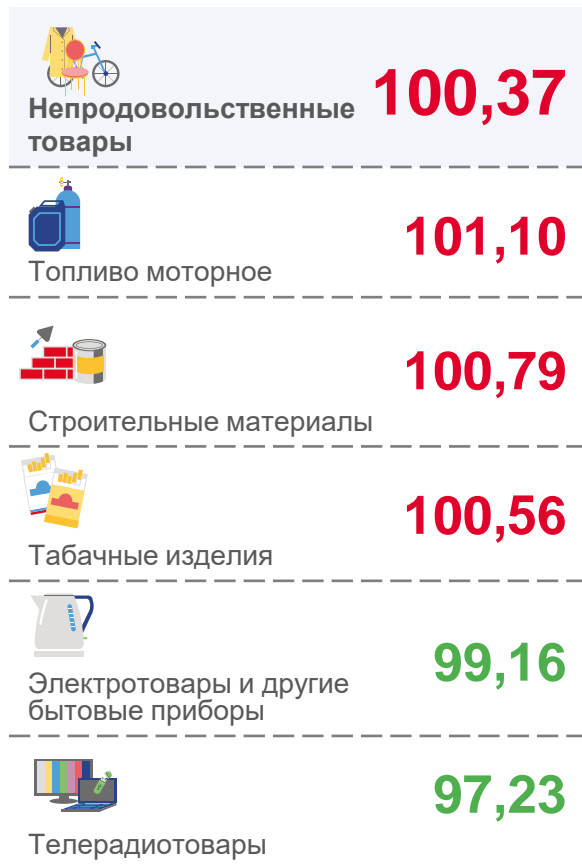 Непродовольственные
товары
100,37
Топливо моторное
101,10
Строительные материалы
100,79
Табачные изделия
100,56
Электротовары и другие
бытовые приборы
99,16
Телерадиотовары
97,23